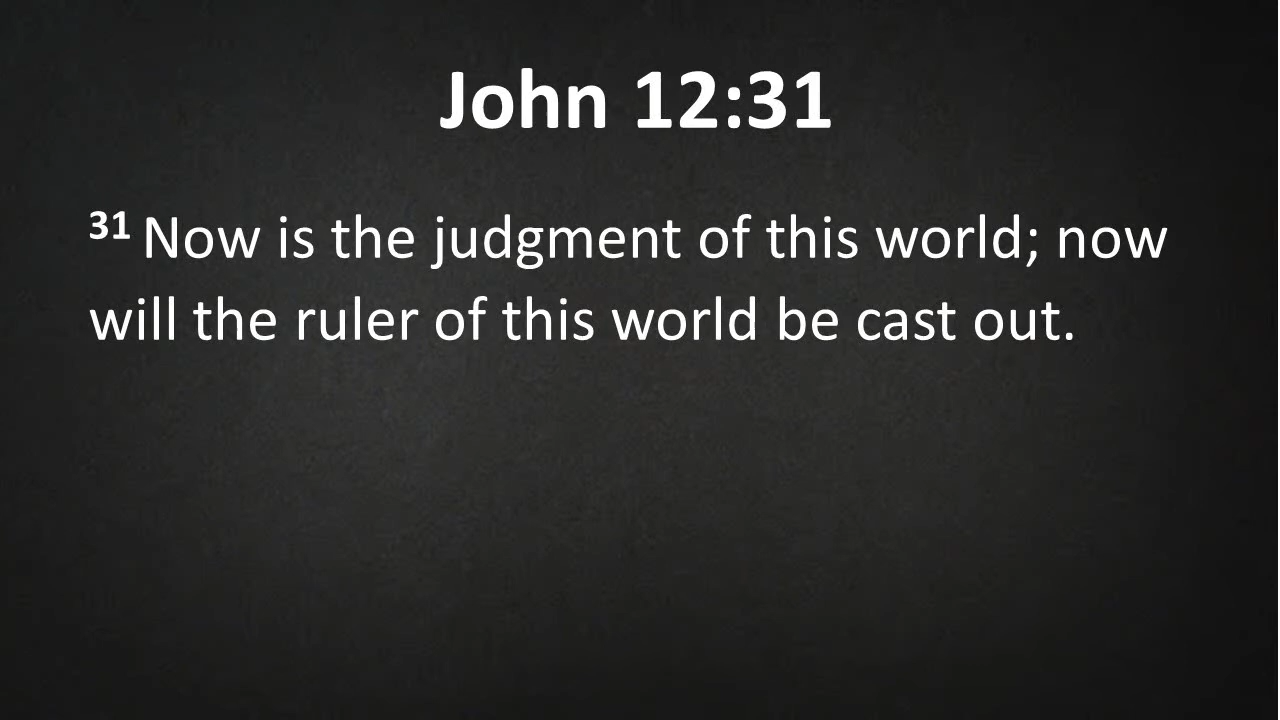 John 12:31
31 Now is the judgment of this world; now
will the ruler of this world be cast out.